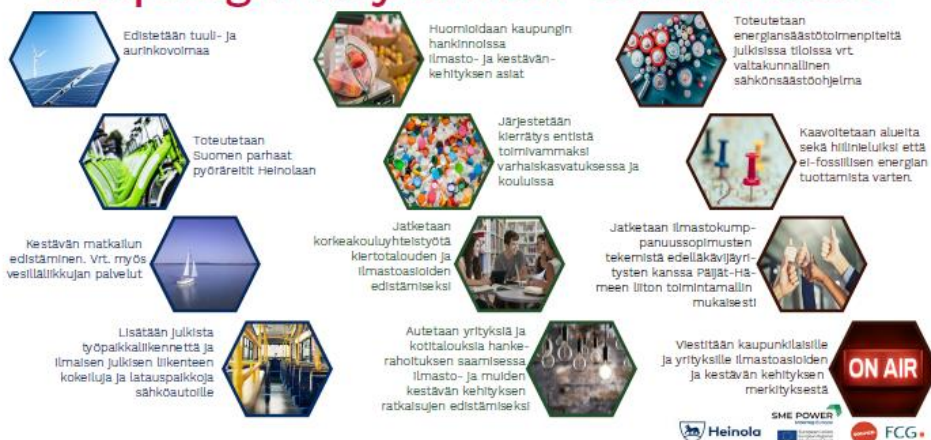 Edistetään tuuli- ja
aurinkovoimaa
Huomioidaan kaupungin
hankinnoissa
ilmasto- ja kestävän-
kehityksen asiat
Toteutetaan
energiansäästötoimenpiteitä
julkisissa tiloissa vrt.
valtakunnallinen
sähkönsäästöohjelma
Toteutetaan
Suomen parhaat
pyöräreitit Heinolaan
Järjestetään
kierrätys entistä
toimivammaksi
varhaiskasvatuksessa ja
kouluissa
Kaavoitetaan alueita
sekä hiilinieluiksi että
ei-fossiilisen energian
tuottamista varten.
Kestävän matkailun
edistäminen. Vrt. myös
vesilläliikkujan palvelut
Jatketaan
korkeakouluyhteistyötä
kiertotalouden ja
ilmastoasioiden
edistämiseksi
Jatketaan ilmastokump-
panuussopimusten
tekemistä edelläkävijäyri-
tysten kanssa Päijät-Hä-
meen liiton toimintamallin
mukaisesti
Lisätään julkista
työpaikkaliikennettä ja
ilmaisen julkisen liikenteen
kokeiluja ja latauspaikkoja
sähköautoille
Autetaan yrityksiä ja
kotitalouksia hanke-
rahoituksen saamisessa
ilmasto- ja muiden
kestävän kehityksen
ratkaisujen edistämiseksi
Viestitään kaupunkilaisille
ja yrityksille ilmastoasioiden
ja kestävän kehityksen
merkityksestä
ON AIR
Heinola
SME POWER
FCG.